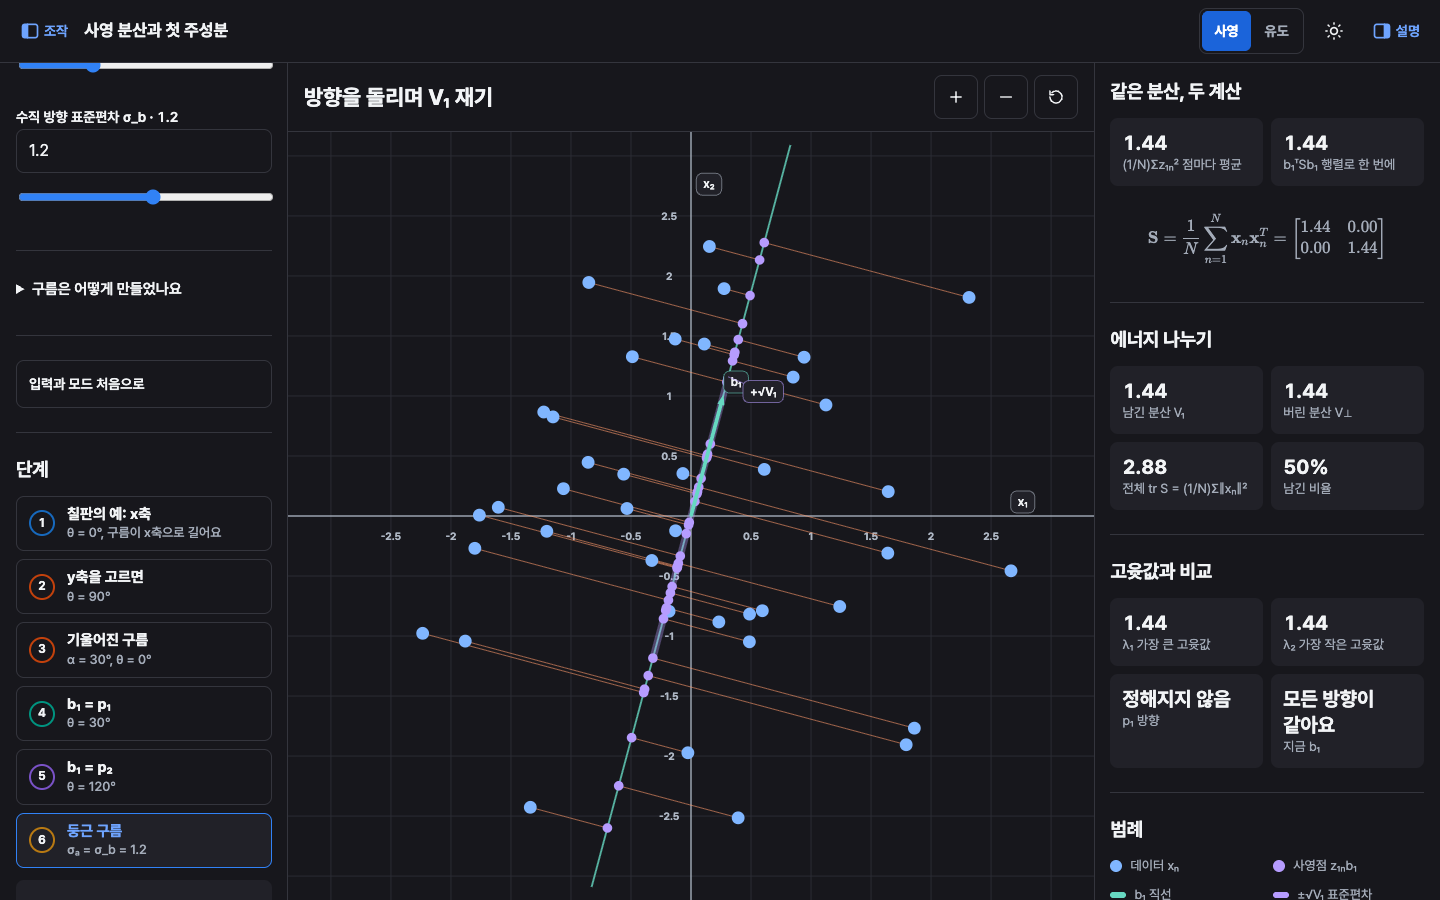 조작
사영 분산과 첫 주성분
사영
유도
설명
수직 방향 표준편차 σ_b · 1.2
1.2
구름은 어떻게 만들었나요
입력과 모드 처음으로
단계
1
칠판의 예: x축
θ = 0°, 구름이 x축으로 길어요
2
y축을 고르면
θ = 90°
3
기울어진 구름
α = 30°, θ = 0°
4
b₁ = p₁
θ = 30°
5
b₁ = p₂
θ = 120°
6
둥근 구름
σₐ = σ_b = 1.2
방향을 돌리며 V₁ 재기
x₂
2.5
2
1
b₁
+√V₁
0.5
x₁
-2.5 -2 -1.5 -1 -0.5 0.5 1 1.5 2 2.5
-0.5
-1
-1.5
-2
-2.5
같은 분산, 두 계산
1.44
(1/N)Σz₁ₙ² 점마다 평균
1.44
b₁ᵀSb₁ 행렬로 한 번에
S = 1/N Σ_{n=1}^{N} xₙxₙᵀ = [1.44 0.00
0.00 1.44]
에너지 나누기
1.44
남긴 분산 V₁
1.44
버린 분산 V⊥
2.88
전체 tr S = (1/N)Σ‖xₙ‖²
50%
남긴 비율
고윳값과 비교
1.44
λ₁ 가장 큰 고윳값
1.44
λ₂ 가장 작은 고윳값
정해지지 않음
p₁ 방향
모든 방향이
같아요
지금 b₁
범례
데이터 xₙ
사영점 z₁ₙb₁
b₁ 직선
±√V₁ 표준편차